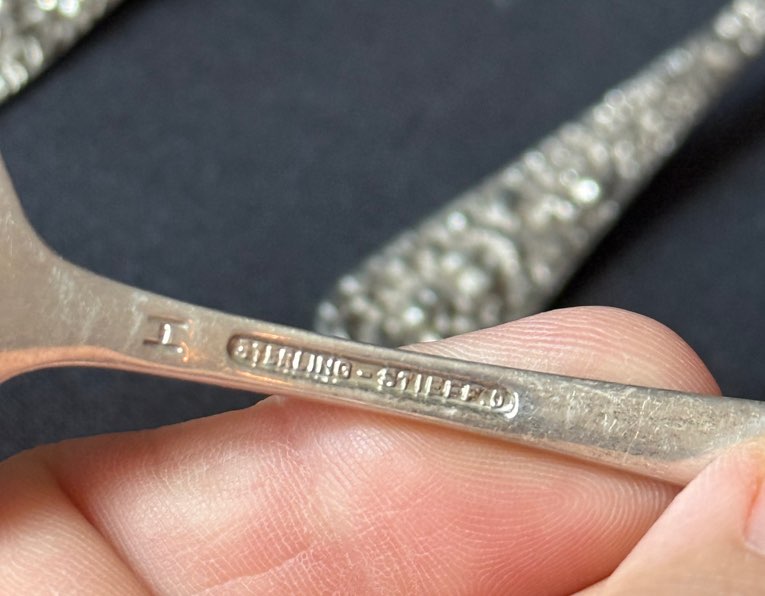 H STERLING - STIEFF Ⓒ